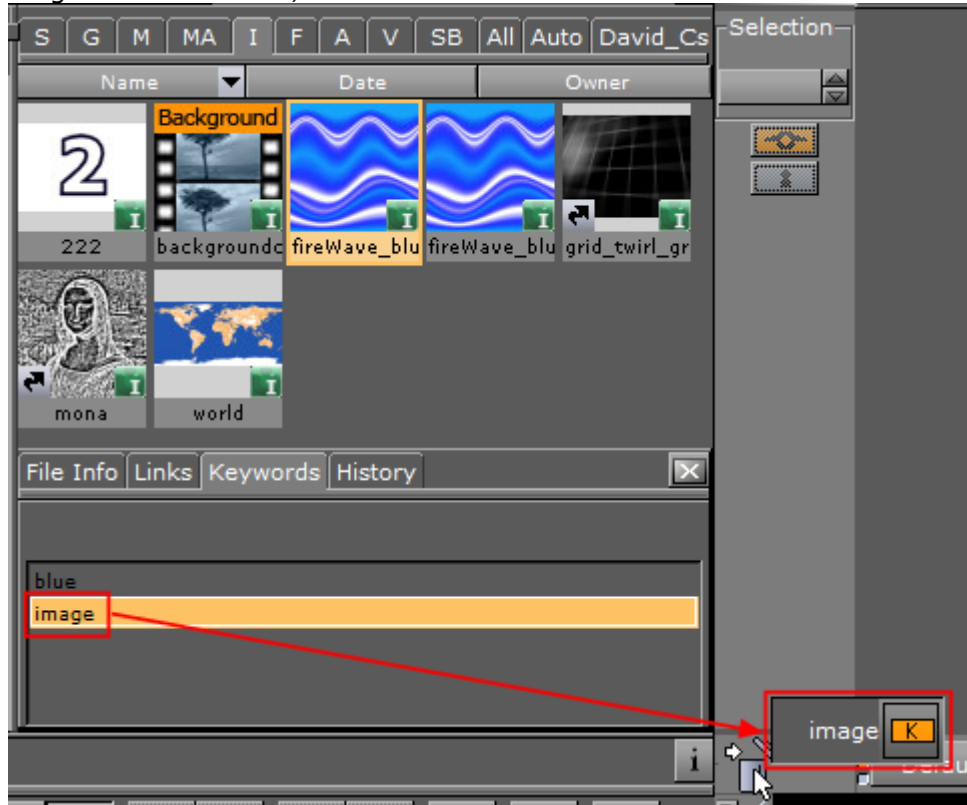 S G M MA I F A V SB All Auto David_Cs
Selection
Name Date Owner
2
Background
I I I I I
222 backgroundc fireWave_blu fireWave_blu grid_twirl_gr
I I
mona world
File Info Links Keywords History
blue
image
image K
i